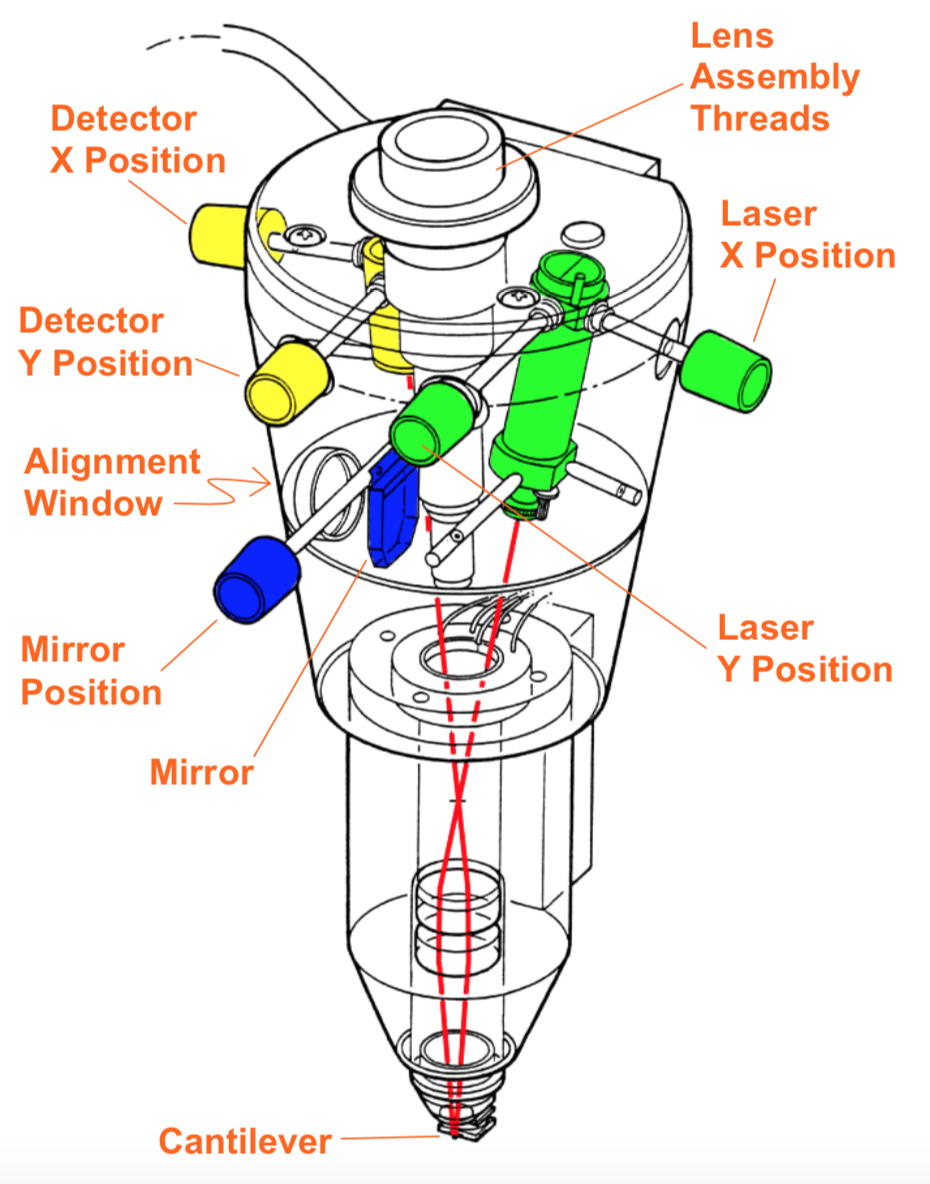 Lens
Assembly
Threads
Detector
X Position
Laser
X Position
Detector
Y Position
Alignment
Window
Laser
Y Position
Mirror
Position
Mirror
Cantilever